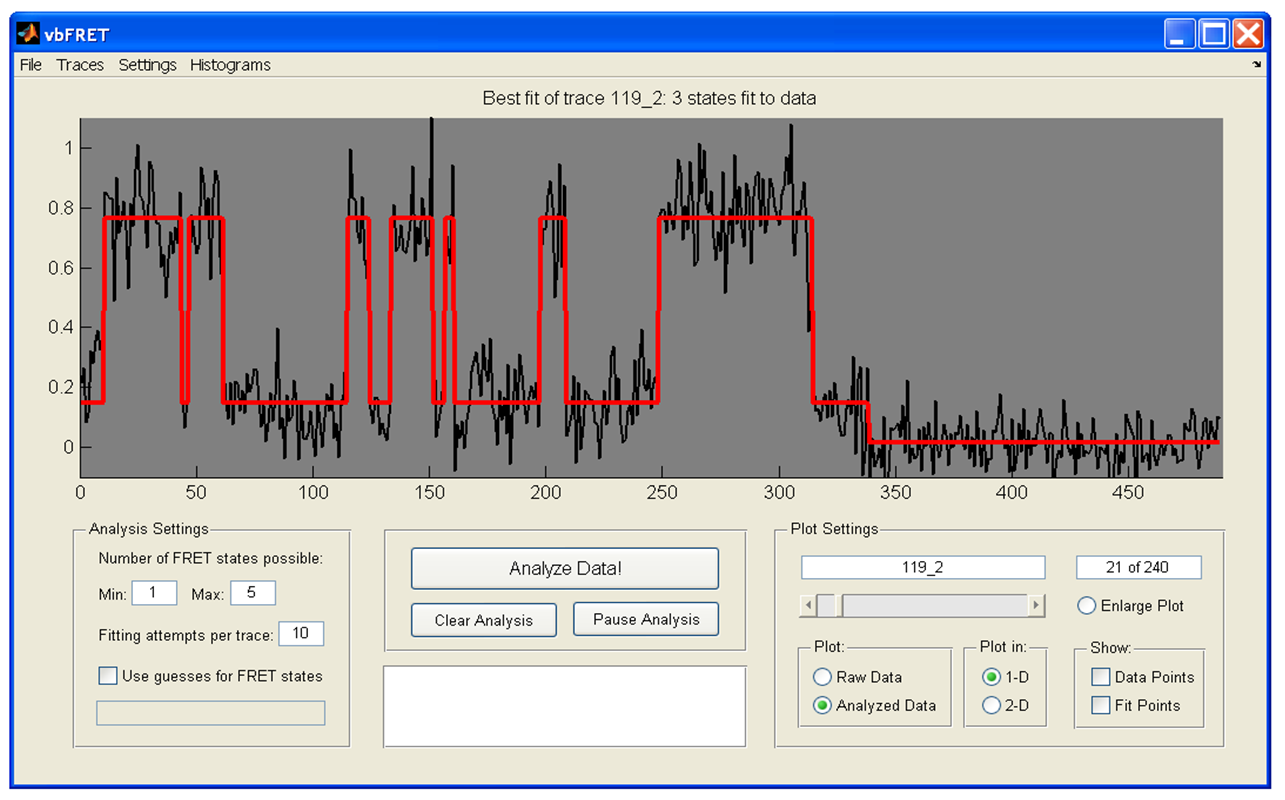 vbFRET
File Traces Settings Histograms
Best fit of trace 119_2: 3 states fit to data
1
0.8
0.6
0.4
0.2
0
0 50 100 150 200 250 300 350 400 450
Analysis Settings
Number of FRET states possible:
Min: 1 Max: 5
Fitting attempts per trace: 10
Use guesses for FRET states
Analyze Data!
Clear Analysis Pause Analysis
Plot Settings
119_2 21 of 240
Enlarge Plot
Plot:
Raw Data
Analyzed Data
Plot in:
1-D
2-D
Show:
Data Points
Fit Points